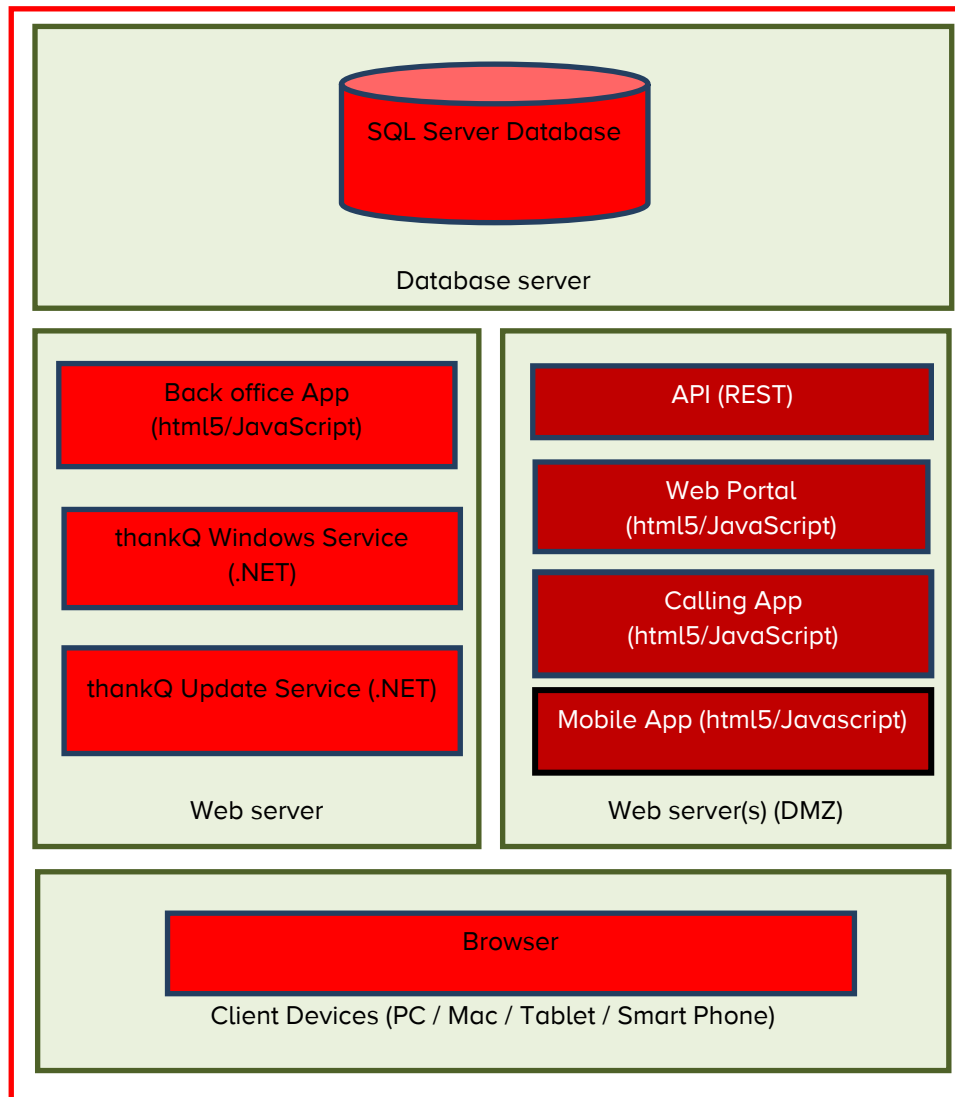 SQL Server Database
Database server
Back office App
(html5/JavaScript)
thankQ Windows Service
(.NET)
thankQ Update Service (.NET)
Web server
API (REST)
Web Portal
(html5/JavaScript)
Calling App
(html5/JavaScript)
Mobile App (html5/Javascript)
Web server(s) (DMZ)
Browser
Client Devices (PC / Mac / Tablet / Smart Phone)